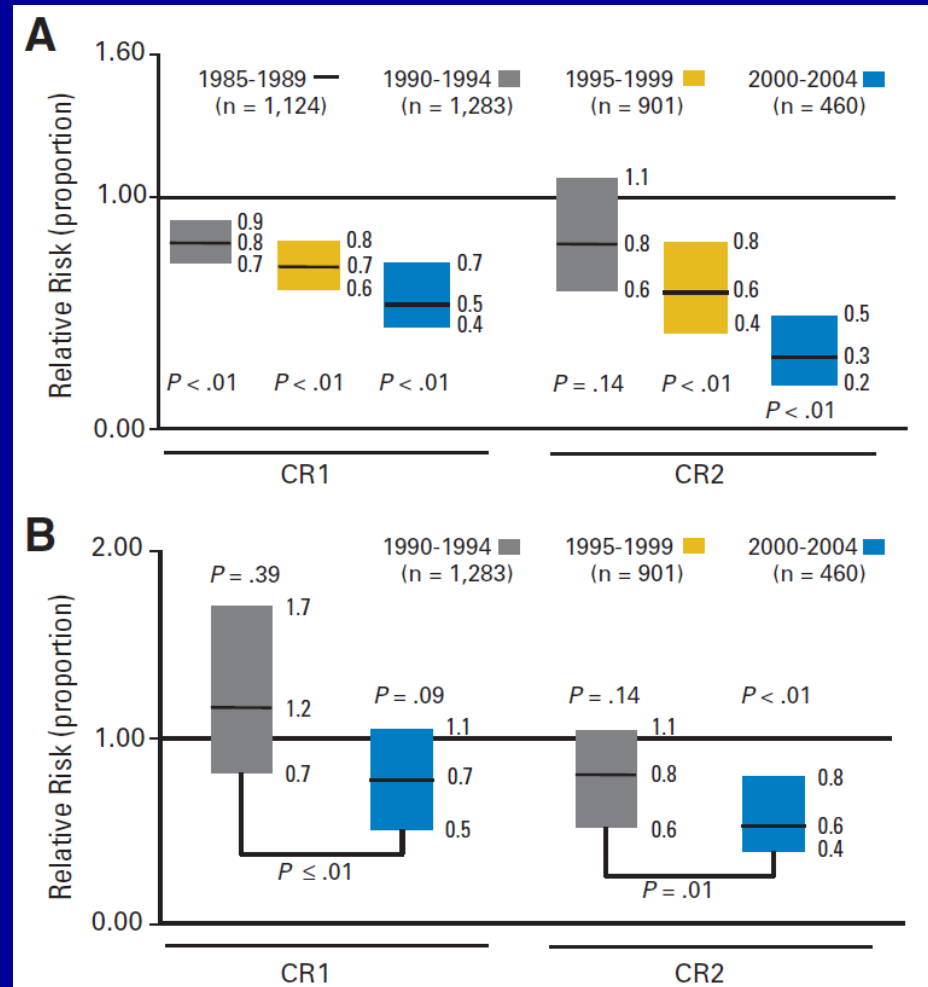 A
1.60
1985-1989
(n = 1,124)
1990-1994
(n = 1,283)
1995-1999
(n = 901)
2000-2004
(n = 460)
Relative Risk (proportion)
1.00
0.00
0.9
0.8
0.7
0.8
0.7
0.6
0.7
0.5
0.4
1.1
0.8
0.6
0.8
0.6
0.4
0.5
0.3
0.2
P < .01
P < .01
P < .01
P = .14
P < .01
P < .01
CR1
CR2
B
2.00
1990-1994
(n = 1,283)
1995-1999
(n = 901)
2000-2004
(n = 460)
Relative Risk (proportion)
1.00
0.00
P = .39
1.7
1.2
0.7
P = .09
1.1
0.7
0.5
P ≤ .01
P = .14
1.1
0.8
0.6
P < .01
0.8
0.6
0.4
P = .01
CR1
CR2